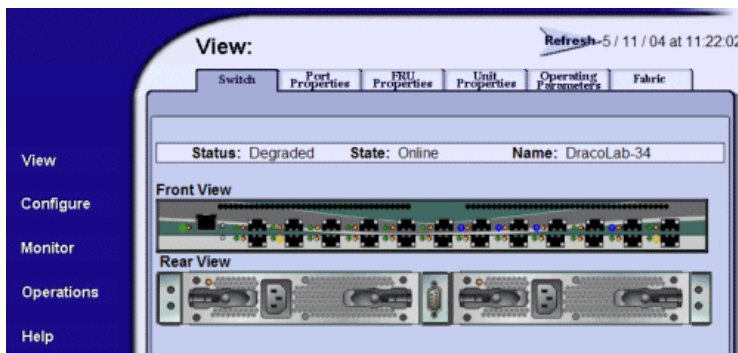 View:
Refresh-5 / 11 / 04 at 11:22:02
Switch
Port Properties
FRU Properties
Unit Properties
Operating Parameters
Fabric
Status: Degraded State: Online Name: DracoLab-34
View
Front View
Configure
Monitor
Rear View
Operations
Help